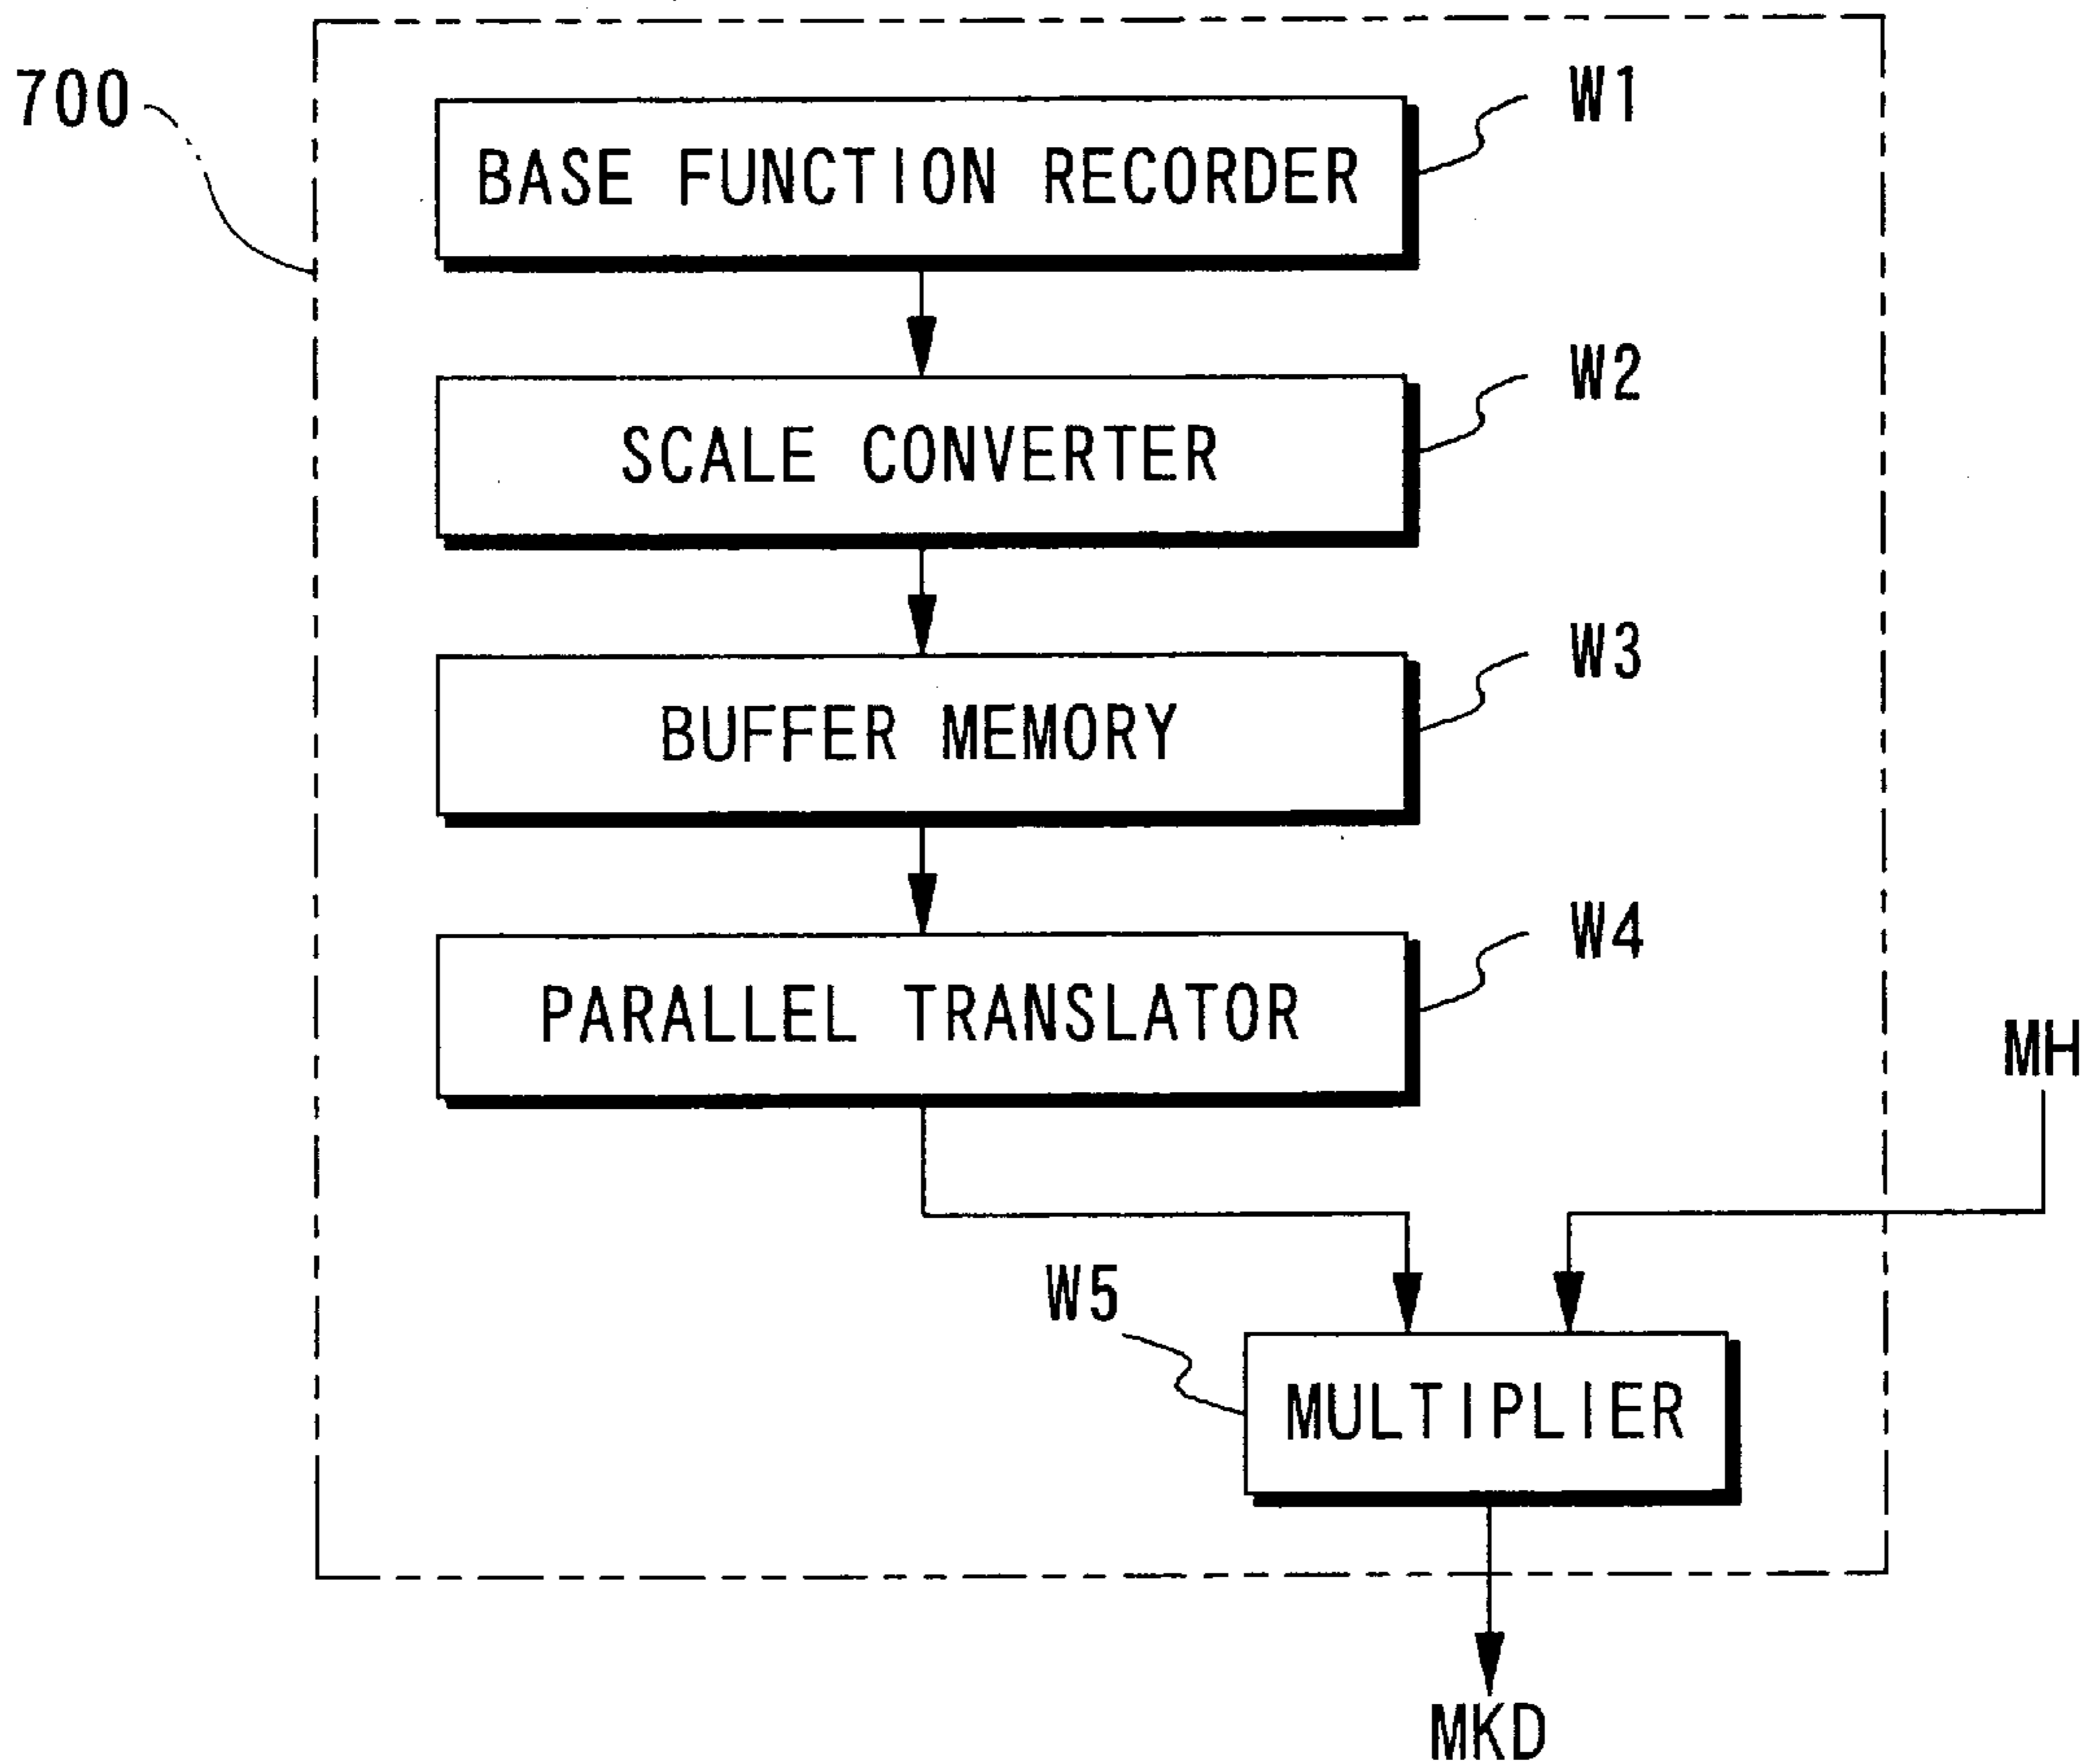 700
W1
BASE FUNCTION RECORDER
W2
SCALE CONVERTER
W3
BUFFER MEMORY
W4
PARALLEL TRANSLATOR
MH
W5
MULTIPLIER
MKD